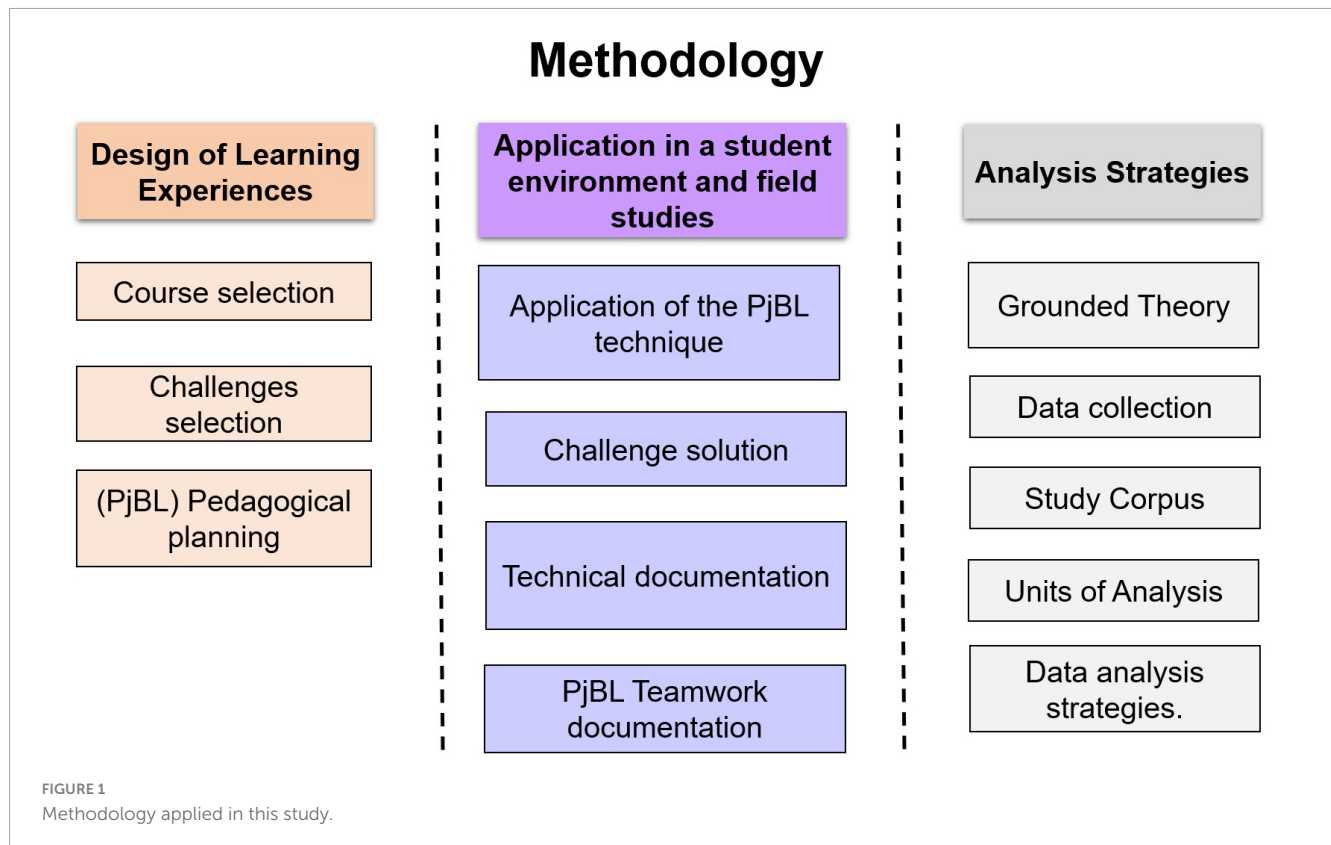 Methodology
Design of Learning
Experiences
Course selection
Challenges
selection
(PjBL) Pedagogical
planning
Application in a student
environment and field
studies
Application of the PjBL
technique
Challenge solution
Technical documentation
PjBL Teamwork
documentation
Analysis Strategies
Grounded Theory
Data collection
Study Corpus
Units of Analysis
Data analysis
strategies.
FIGURE 1
Methodology applied in this study.